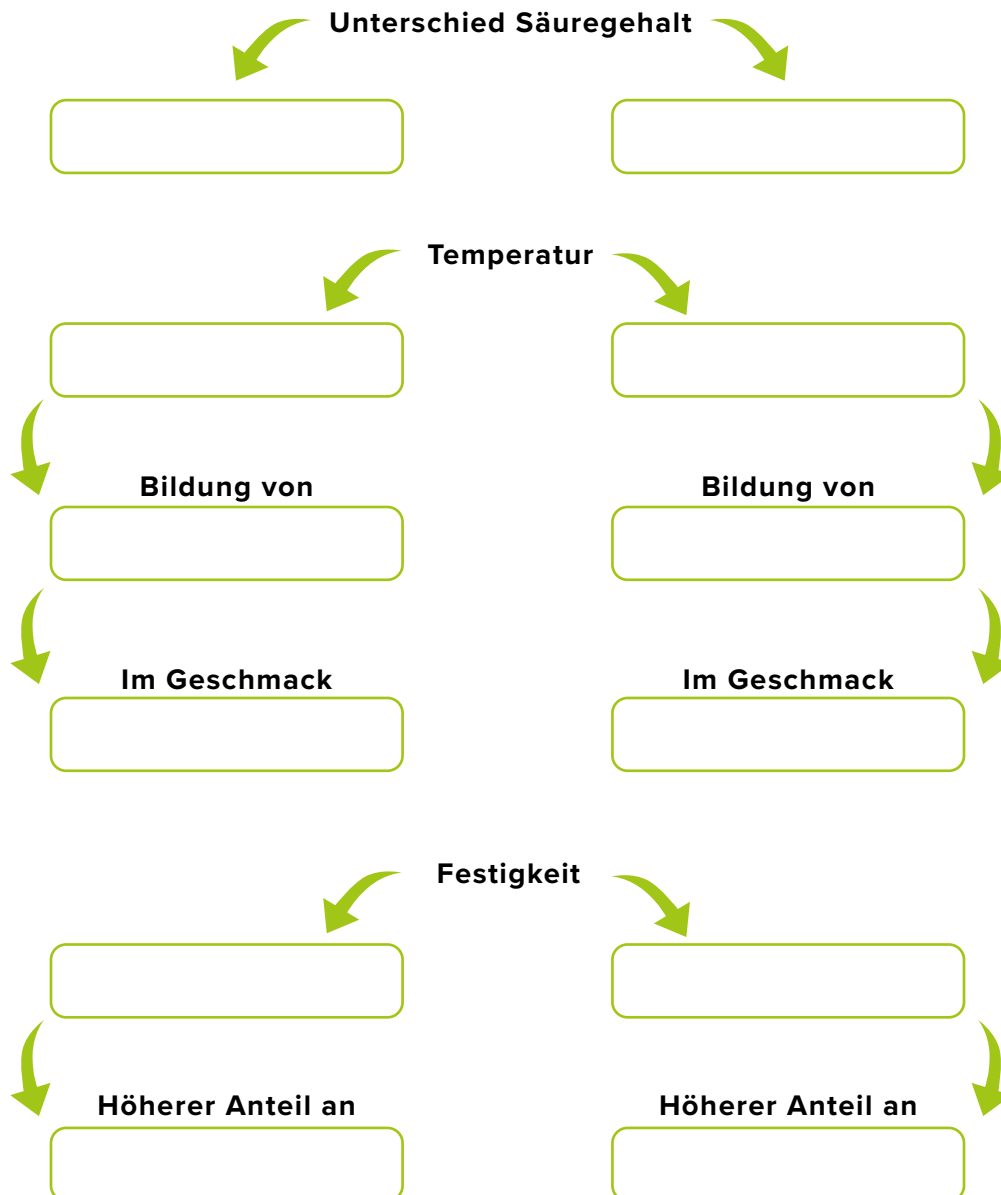 Unterschied Säuregehalt
Temperatur
Bildung von
Bildung von
Im Geschmack
Im Geschmack
Festigkeit
Höherer Anteil an
Höherer Anteil an